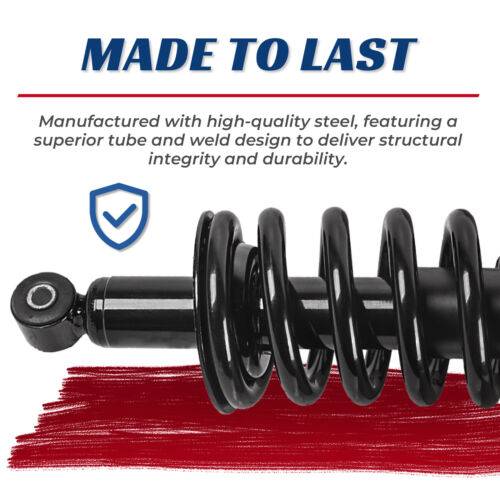 MADE TO LAST
Manufactured with high-quality steel, featuring a
superior tube and weld design to deliver structural
integrity and durability.